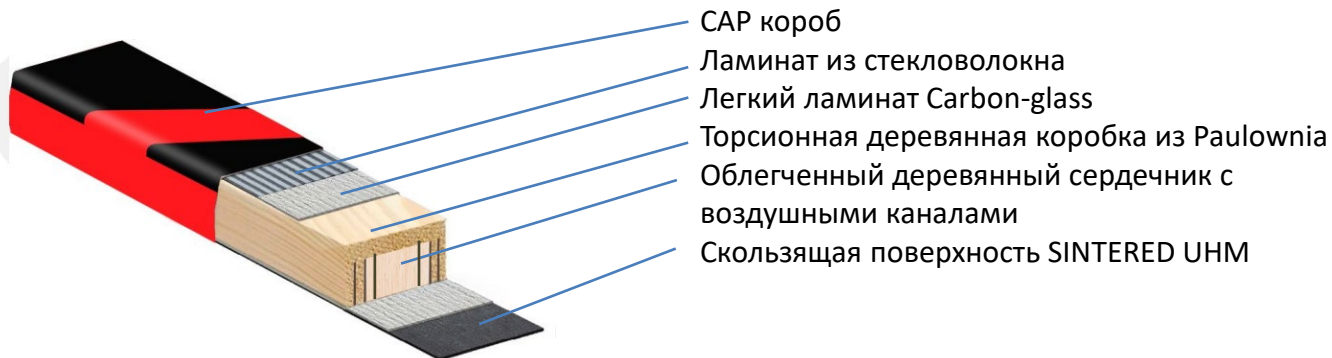 CAP короб
Ламинат из стекловолокна
Легкий ламинат Carbon-glass
Торсионная деревянная коробка из Paulownia
Облегченный деревянный сердечник с
воздушными каналами
Скользящая поверхность SINTERED UHM